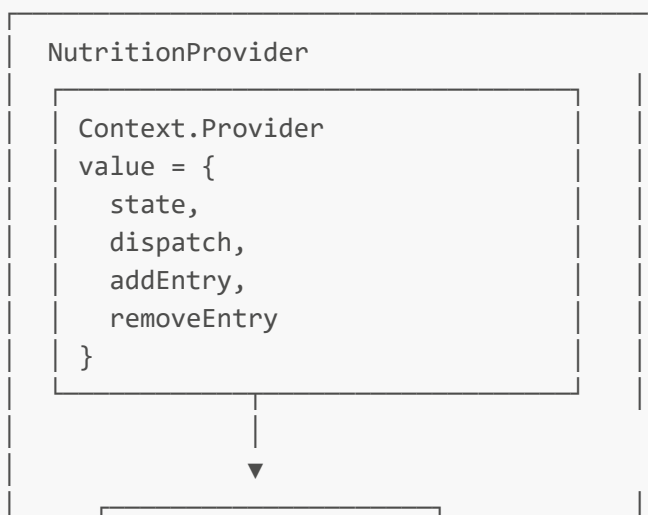 NutritionProvider
Context.Provider
value = {
state,
dispatch,
addEntry,
removeEntry
}